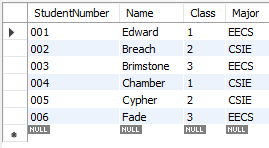 StudentNumber Name Class Major
001 Edward 1 EECS
002 Breach 2 CSIE
003 Brimstone 3 EECS
004 Chamber 1 CSIE
005 Cypher 2 CSIE
006 Fade 3 EECS
NULL NULL NULL NULL